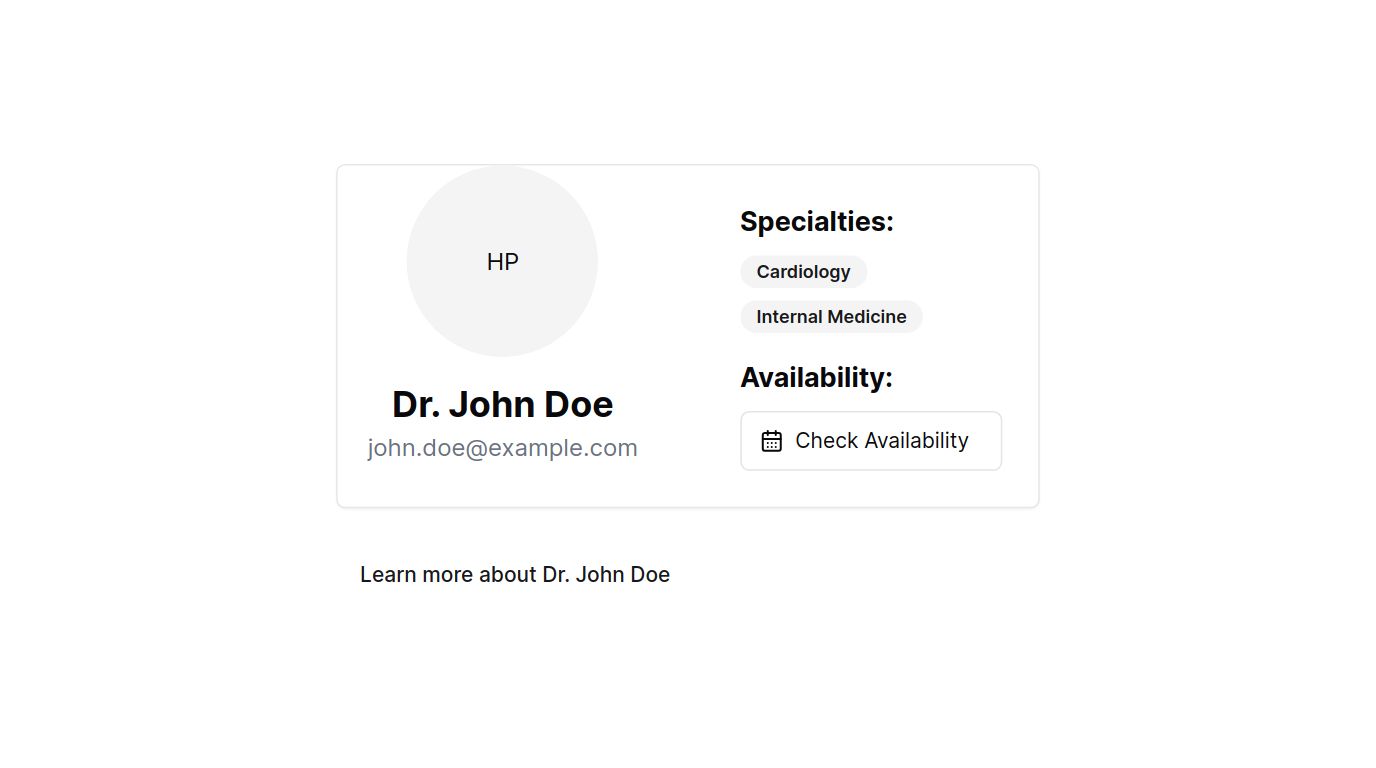 HP
Dr. John Doe
john.doe@example.com
Specialties:
Cardiology
Internal Medicine
Availability:
Check Availability
Learn more about Dr. John Doe